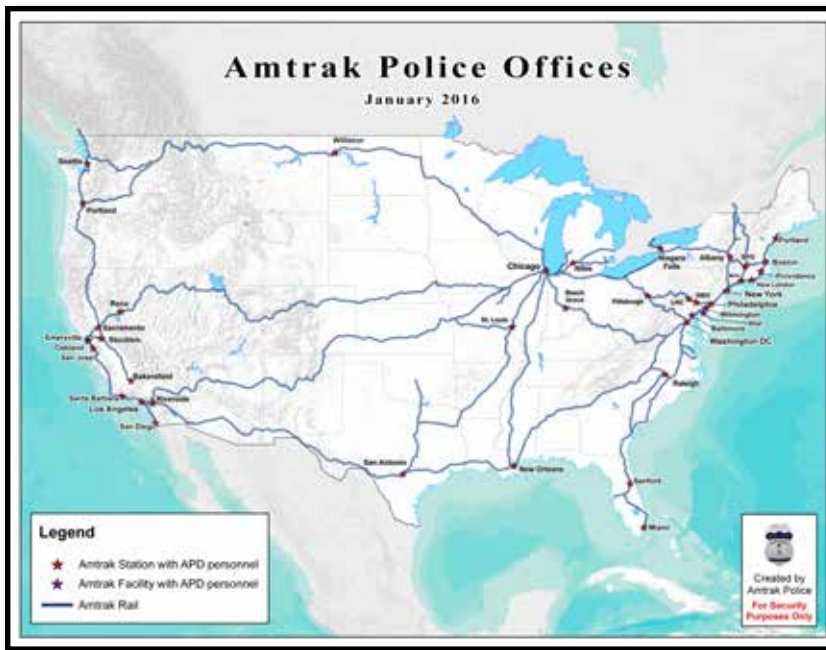 Amtrak Police Offices
January 2016
Seattle
Portland
Williston
Reno
Sacramento
Emeryville
Stockton
Oakland
San Jose
Bakersfield
Santa Barbara
Riverside
Los Angeles
San Diego
San Antonio
New Orleans
St. Louis
Chicago
Niles
Beech
Grove
Niagara
Falls
Pittsburgh
Albany
Portland
Boston
Providence
New London
New York
Philadelphia
Wilmington
Baltimore
Washington DC
Raleigh
Sanford
Miami
Legend
Amtrak Station with APD personnel
Amtrak Facility with APD personnel
Amtrak Rail
Created by
Amtrak Police
For Security
Purposes Only